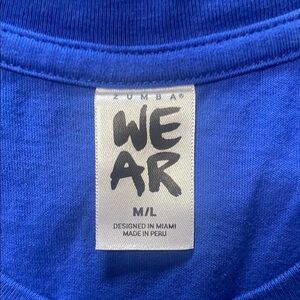 ZUMBA®
WE
AR
M/L
DESIGNED IN MIAMI
MADE IN PERU